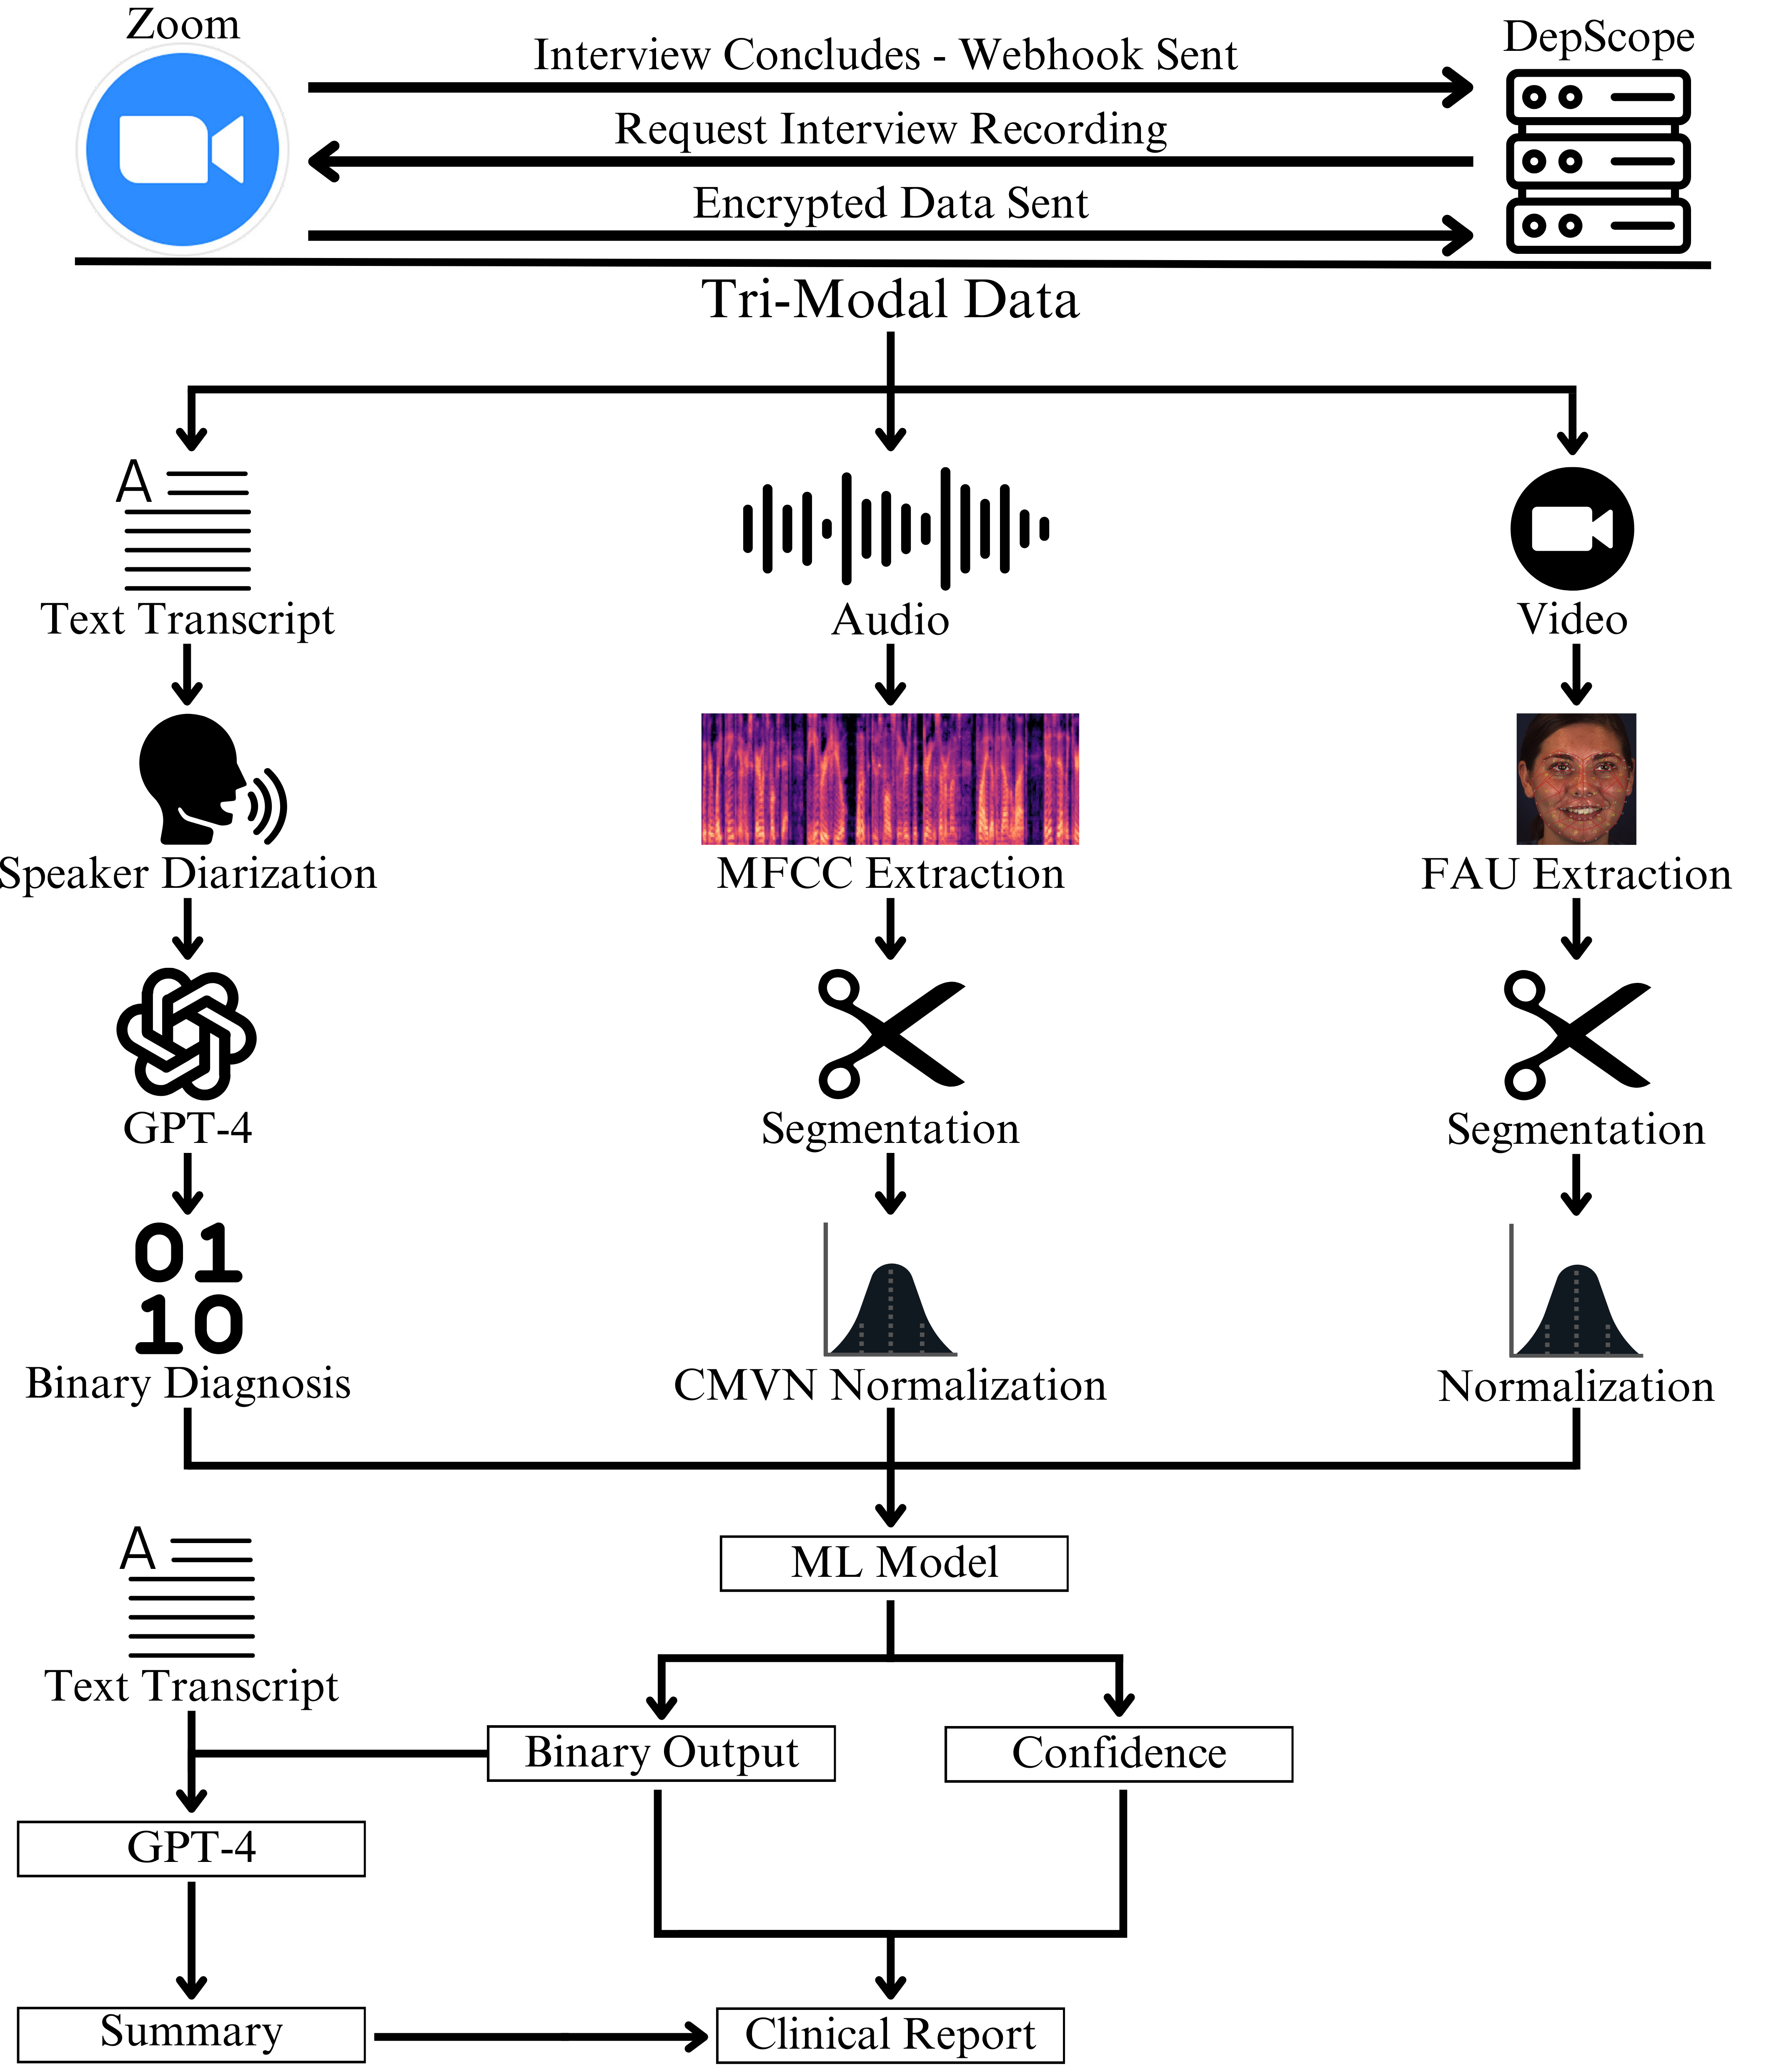 Zoom
DepScope
Interview Concludes - Webhook Sent
Request Interview Recording
Encrypted Data Sent
Tri-Modal Data
A
Text Transcript
Audio
Video
Speaker Diarization
MFCC Extraction
FAU Extraction
GPT-4
Segmentation
Segmentation
01
10
Binary Diagnosis
CMVN Normalization
Normalization
ML Model
A
Text Transcript
Binary Output
Confidence
GPT-4
Summary
Clinical Report